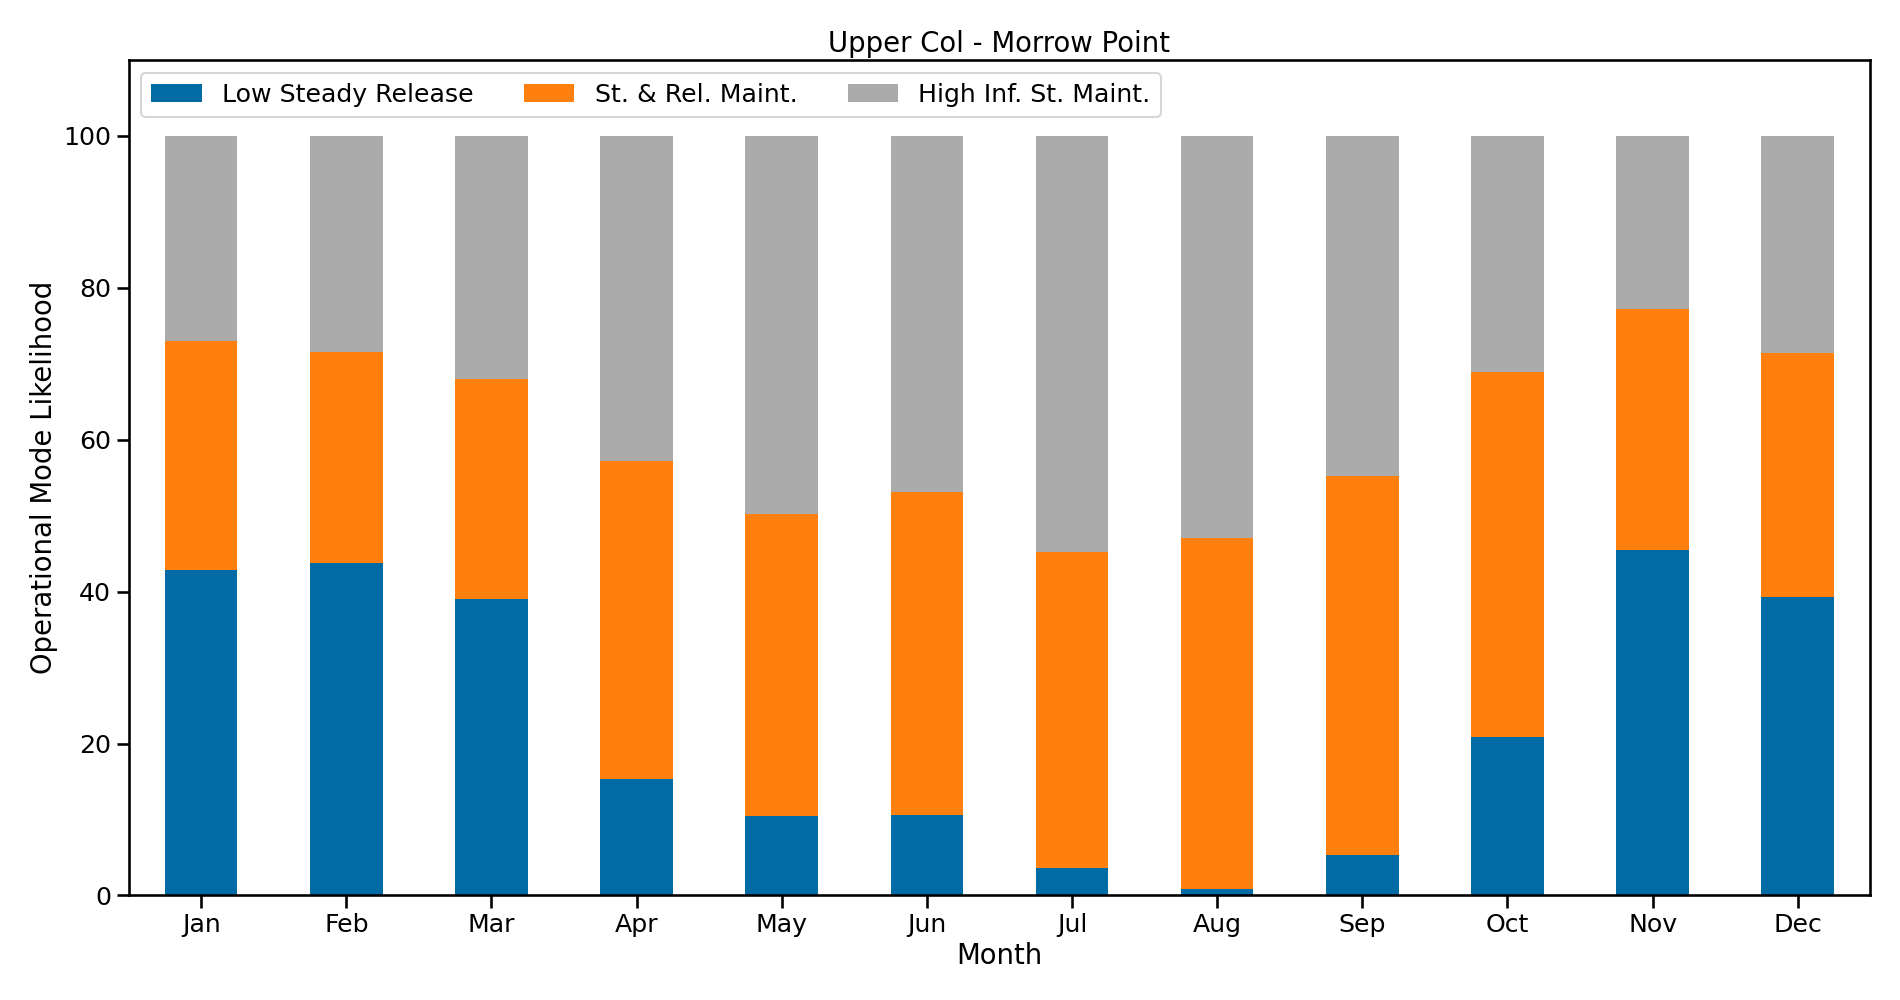 Upper Col - Morrow Point
Low Steady Release St. & Rel. Maint. High Inf. St. Maint.
Operational Mode Likelihood
100
80
60
40
20
0
Jan Feb Mar Apr May Jun Jul Aug Sep Oct Nov Dec
Month